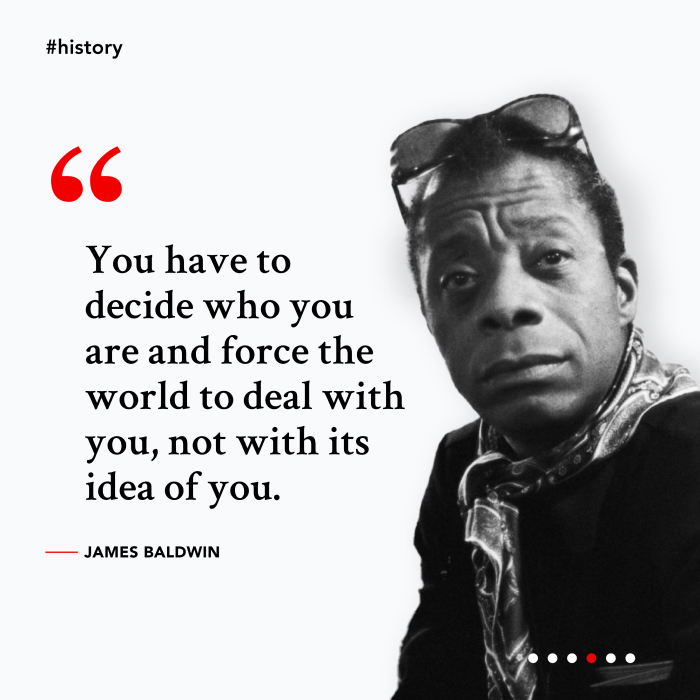 #history
“
You have to
decide who you
are and force the
world to deal with
you, not with its
idea of you.
JAMES BALDWIN